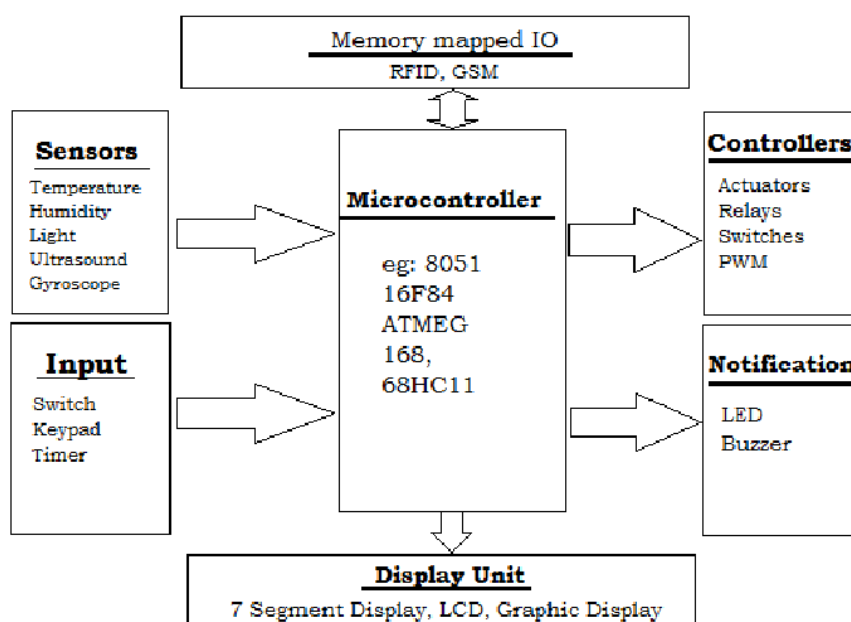 Memory mapped IO
RFID, GSM
Sensors
Temperature
Humidity
Light
Ultrasound
Gyroscope
Input
Switch
Keypad
Timer
Microcontroller
eg: 8051
16F84
ATMEG
168,
68HC11
Controllers
Actuators
Relays
Switches
PWM
Notification
LED
Buzzer
Display Unit
7 Segment Display, LCD, Graphic Display